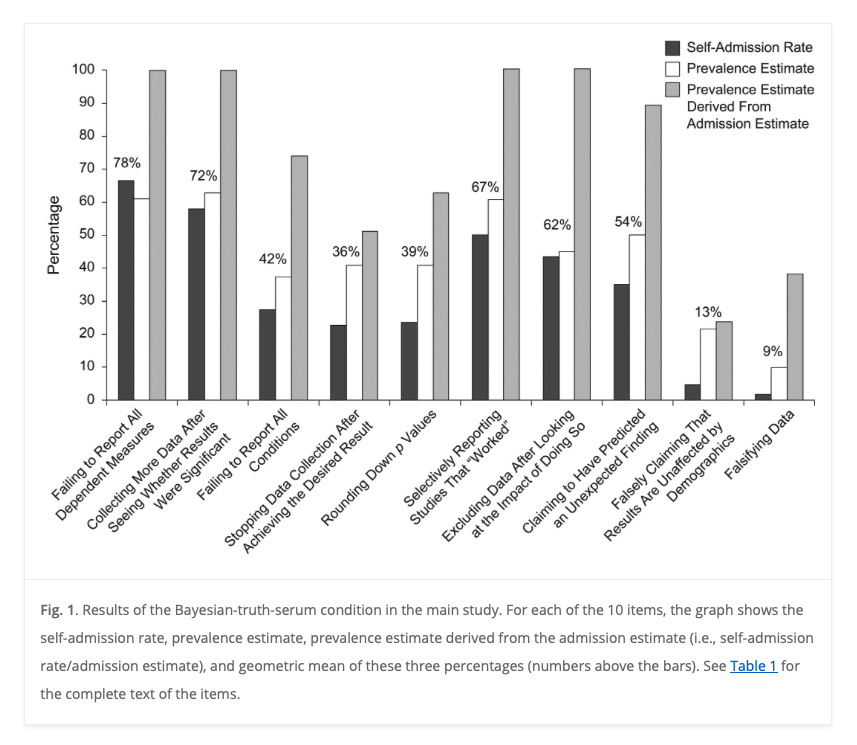 Self-Admission Rate
Prevalence Estimate
Prevalence Estimate
Derived From
Admission Estimate
Percentage
100
90
80
70
60
50
40
30
20
10
0
78%
72%
42%
36%
39%
67%
62%
54%
13%
9%
Failing to Report All
Dependent Measures
Collecting More Data After
Seeing Whether Results
Were Significant
Failing to Report All
Conditions
Stopping Data Collection After
Achieving the Desired Result
Rounding Down p Values
Selectively Reporting
Studies That “Worked”
Excluding Data After Looking
at the Impact of Doing So
Claiming to Have Predicted
an Unexpected Finding
Falsely Claiming That
Results Are Unaffected by
Demographics
Falsifying Data
Fig. 1. Results of the Bayesian-truth-serum condition in the main study. For each of the 10 items, the graph shows the
self-admission rate, prevalence estimate, prevalence estimate derived from the admission estimate (i.e., self-admission
rate/admission estimate), and geometric mean of these three percentages (numbers above the bars). See Table 1 for
the complete text of the items.